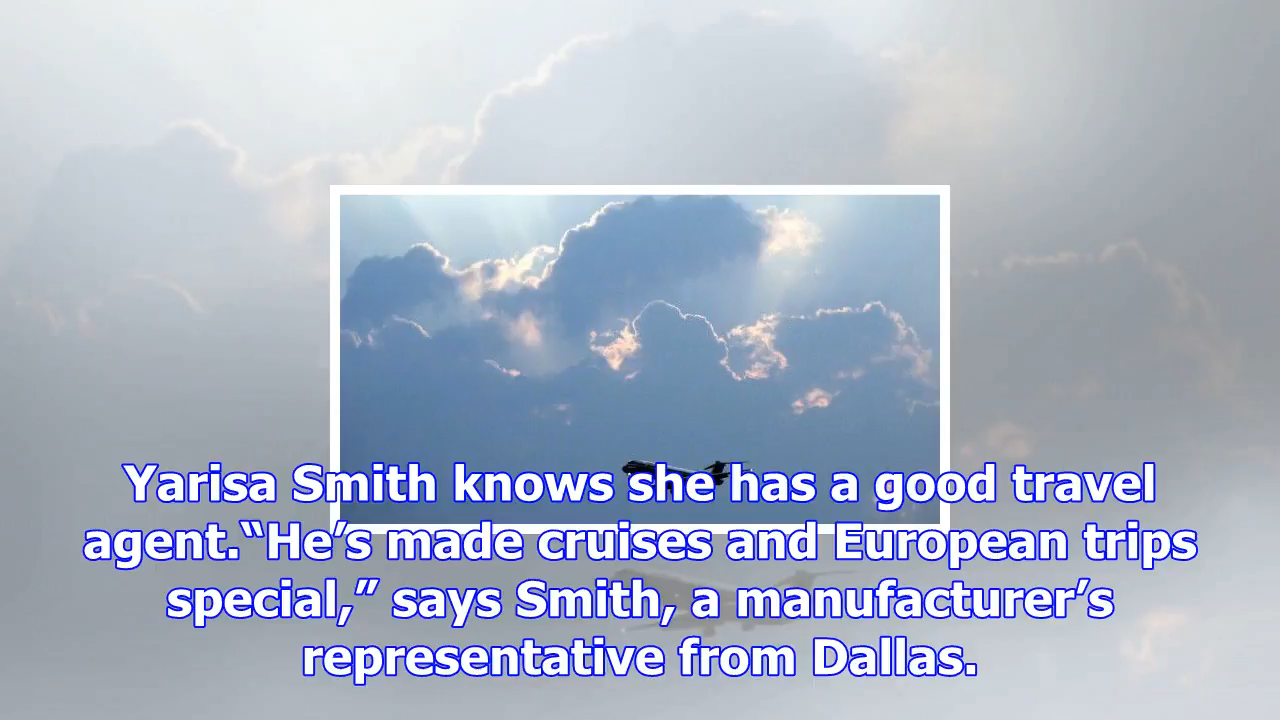 Yarisa Smith knows she has a good travel
agent.“He’s made cruises and European trips
special,” says Smith, a manufacturer’s
representative from Dallas.